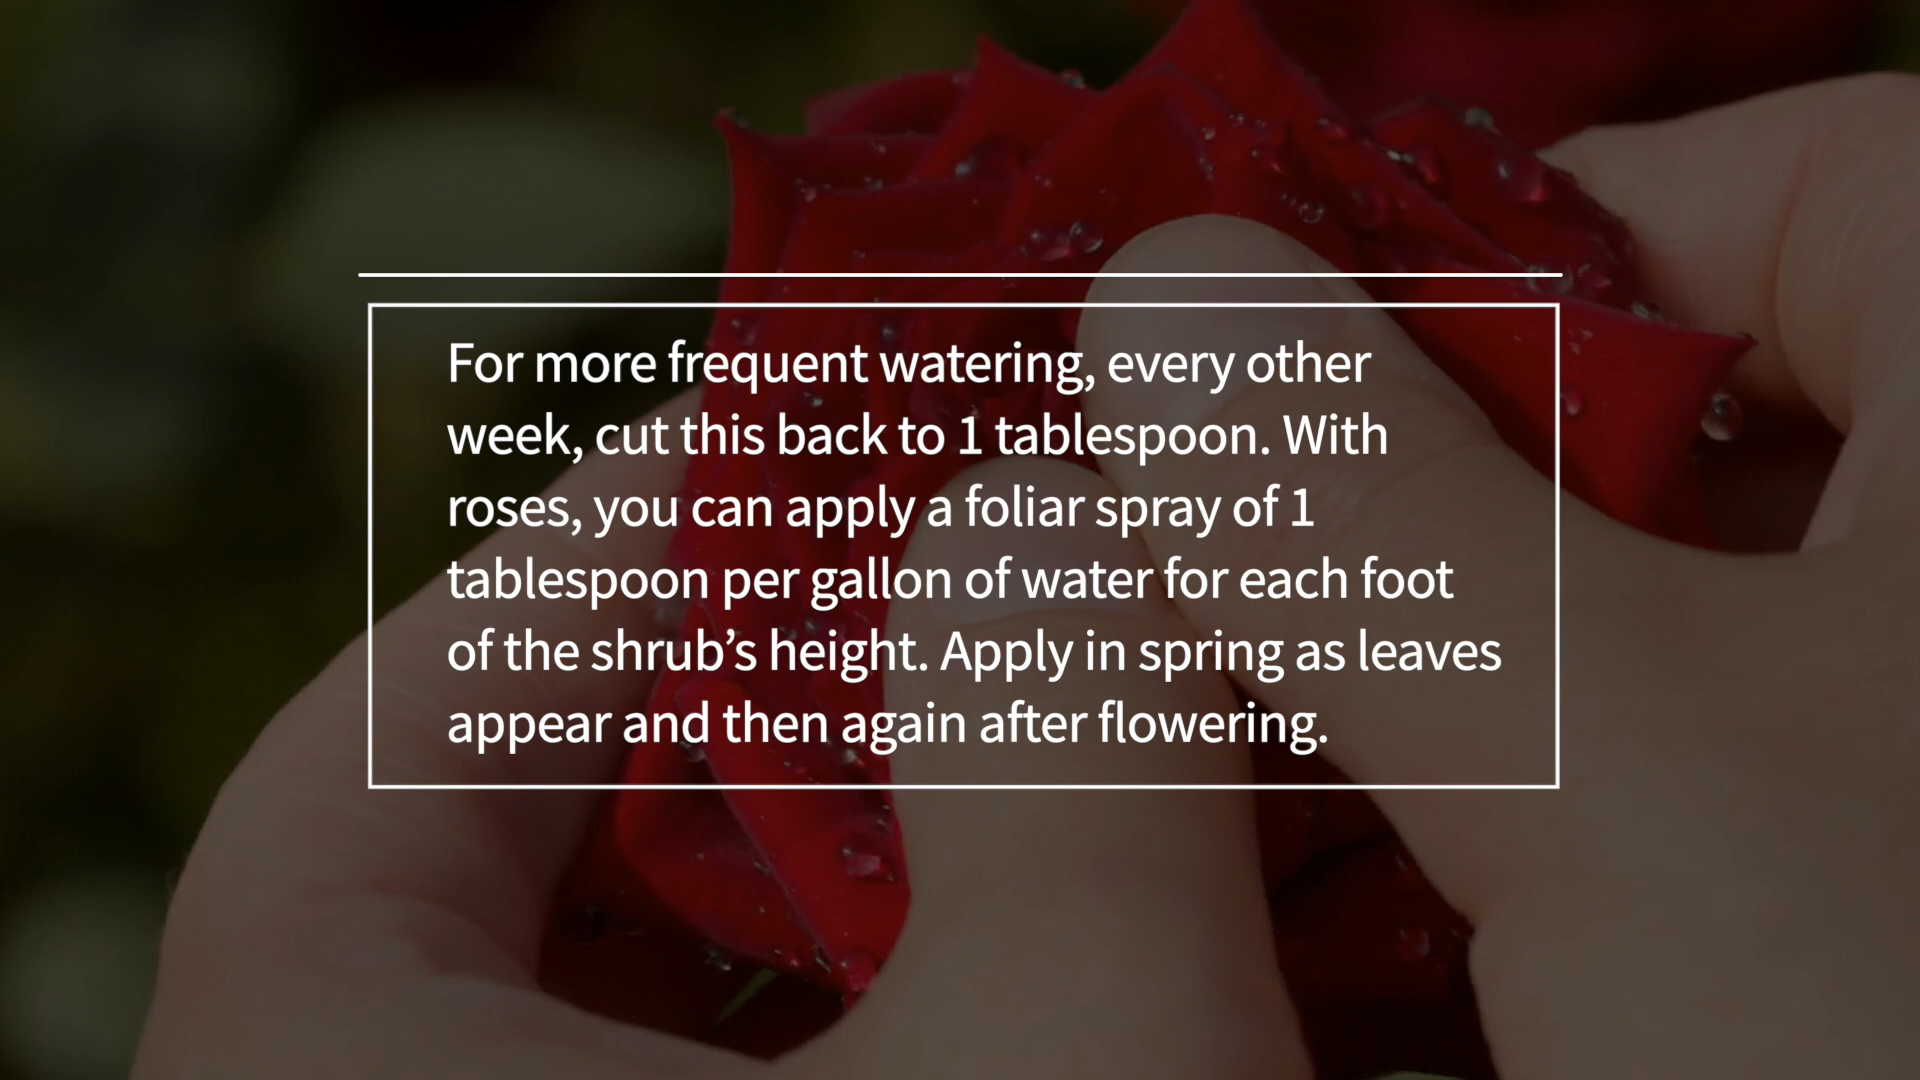 For more frequent watering, every other
week, cut this back to 1 tablespoon. With
roses, you can apply a foliar spray of 1
tablespoon per gallon of water for each foot
of the shrub’s height. Apply in spring as leaves
appear and then again after flowering.